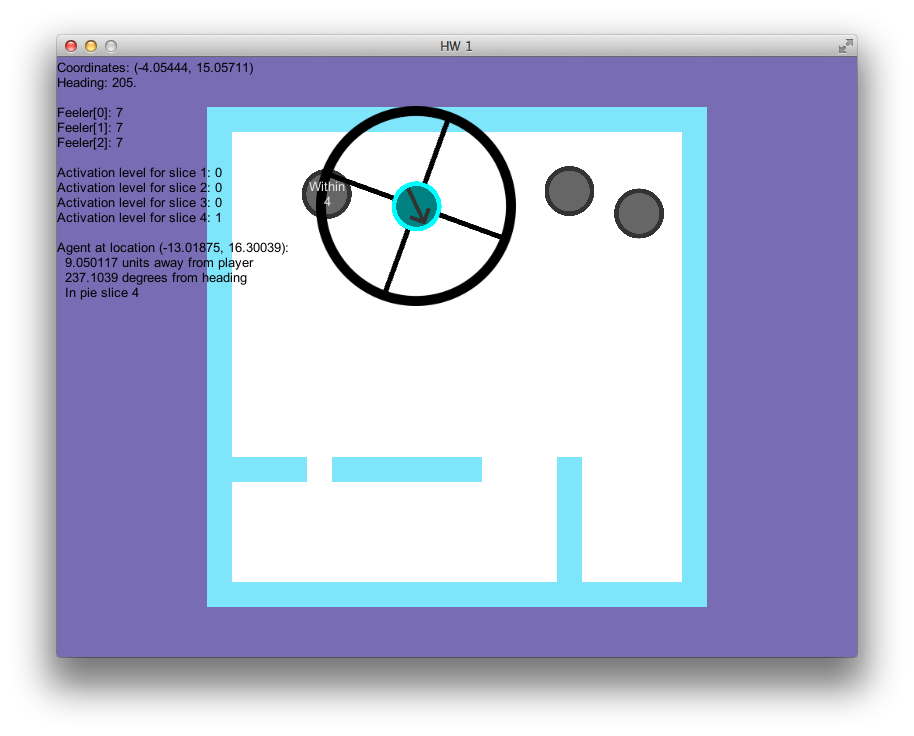 HW 1
Coordinates: (-4.05444, 15.05711)
Heading: 205.
Feeler[0]: 7
Feeler[1]: 7
Feeler[2]: 7
Activation level for slice 1: 0
Activation level for slice 2: 0
Activation level for slice 3: 0
Activation level for slice 4: 1
Within
4
Agent at location (-13.01875, 16.30039):
9.050117 units away from player
237.1039 degrees from heading
In pie slice 4